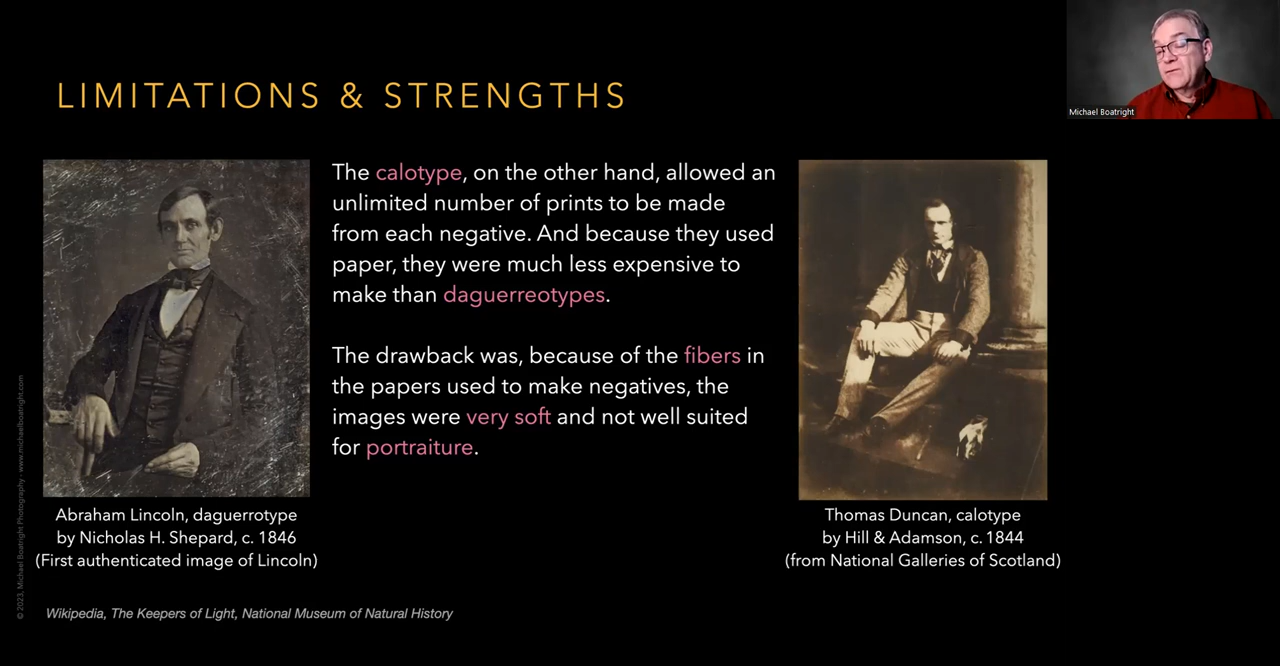 LIMITATIONS & STRENGTHS
Michael Boatright
The calotype, on the other hand, allowed an
unlimited number of prints to be made
from each negative. And because they used
paper, they were much less expensive to
make than daguerreotypes.
The drawback was, because of the fibers in
the papers used to make negatives, the
images were very soft and not well suited
for portraiture.
Abraham Lincoln, daguerrotype
by Nicholas H. Shepard, c. 1846
(First authenticated image of Lincoln)
Thomas Duncan, calotype
by Hill & Adamson, c. 1844
(from National Galleries of Scotland)
Wikipedia, The Keepers of Light, National Museum of Natural History
© 2023, Michael Boatright Photography - www.michaelboatright.com